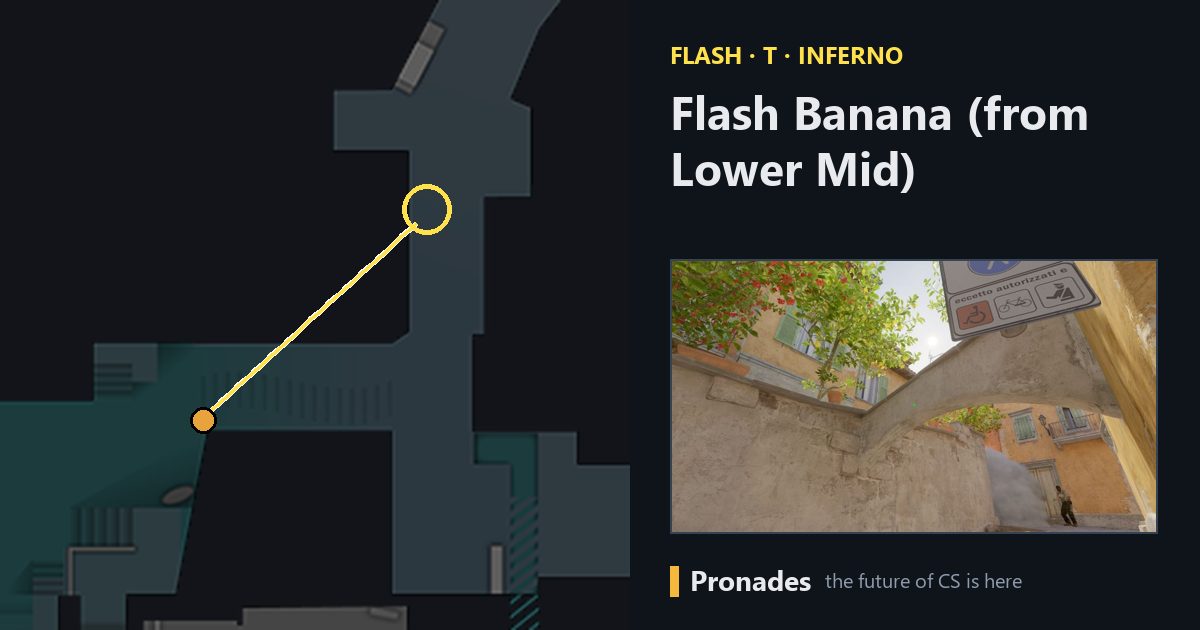 FLASH · T · INFERNO
Flash Banana (from
Lower Mid)
eccetto autorizzati e
Pronades the future of CS is here